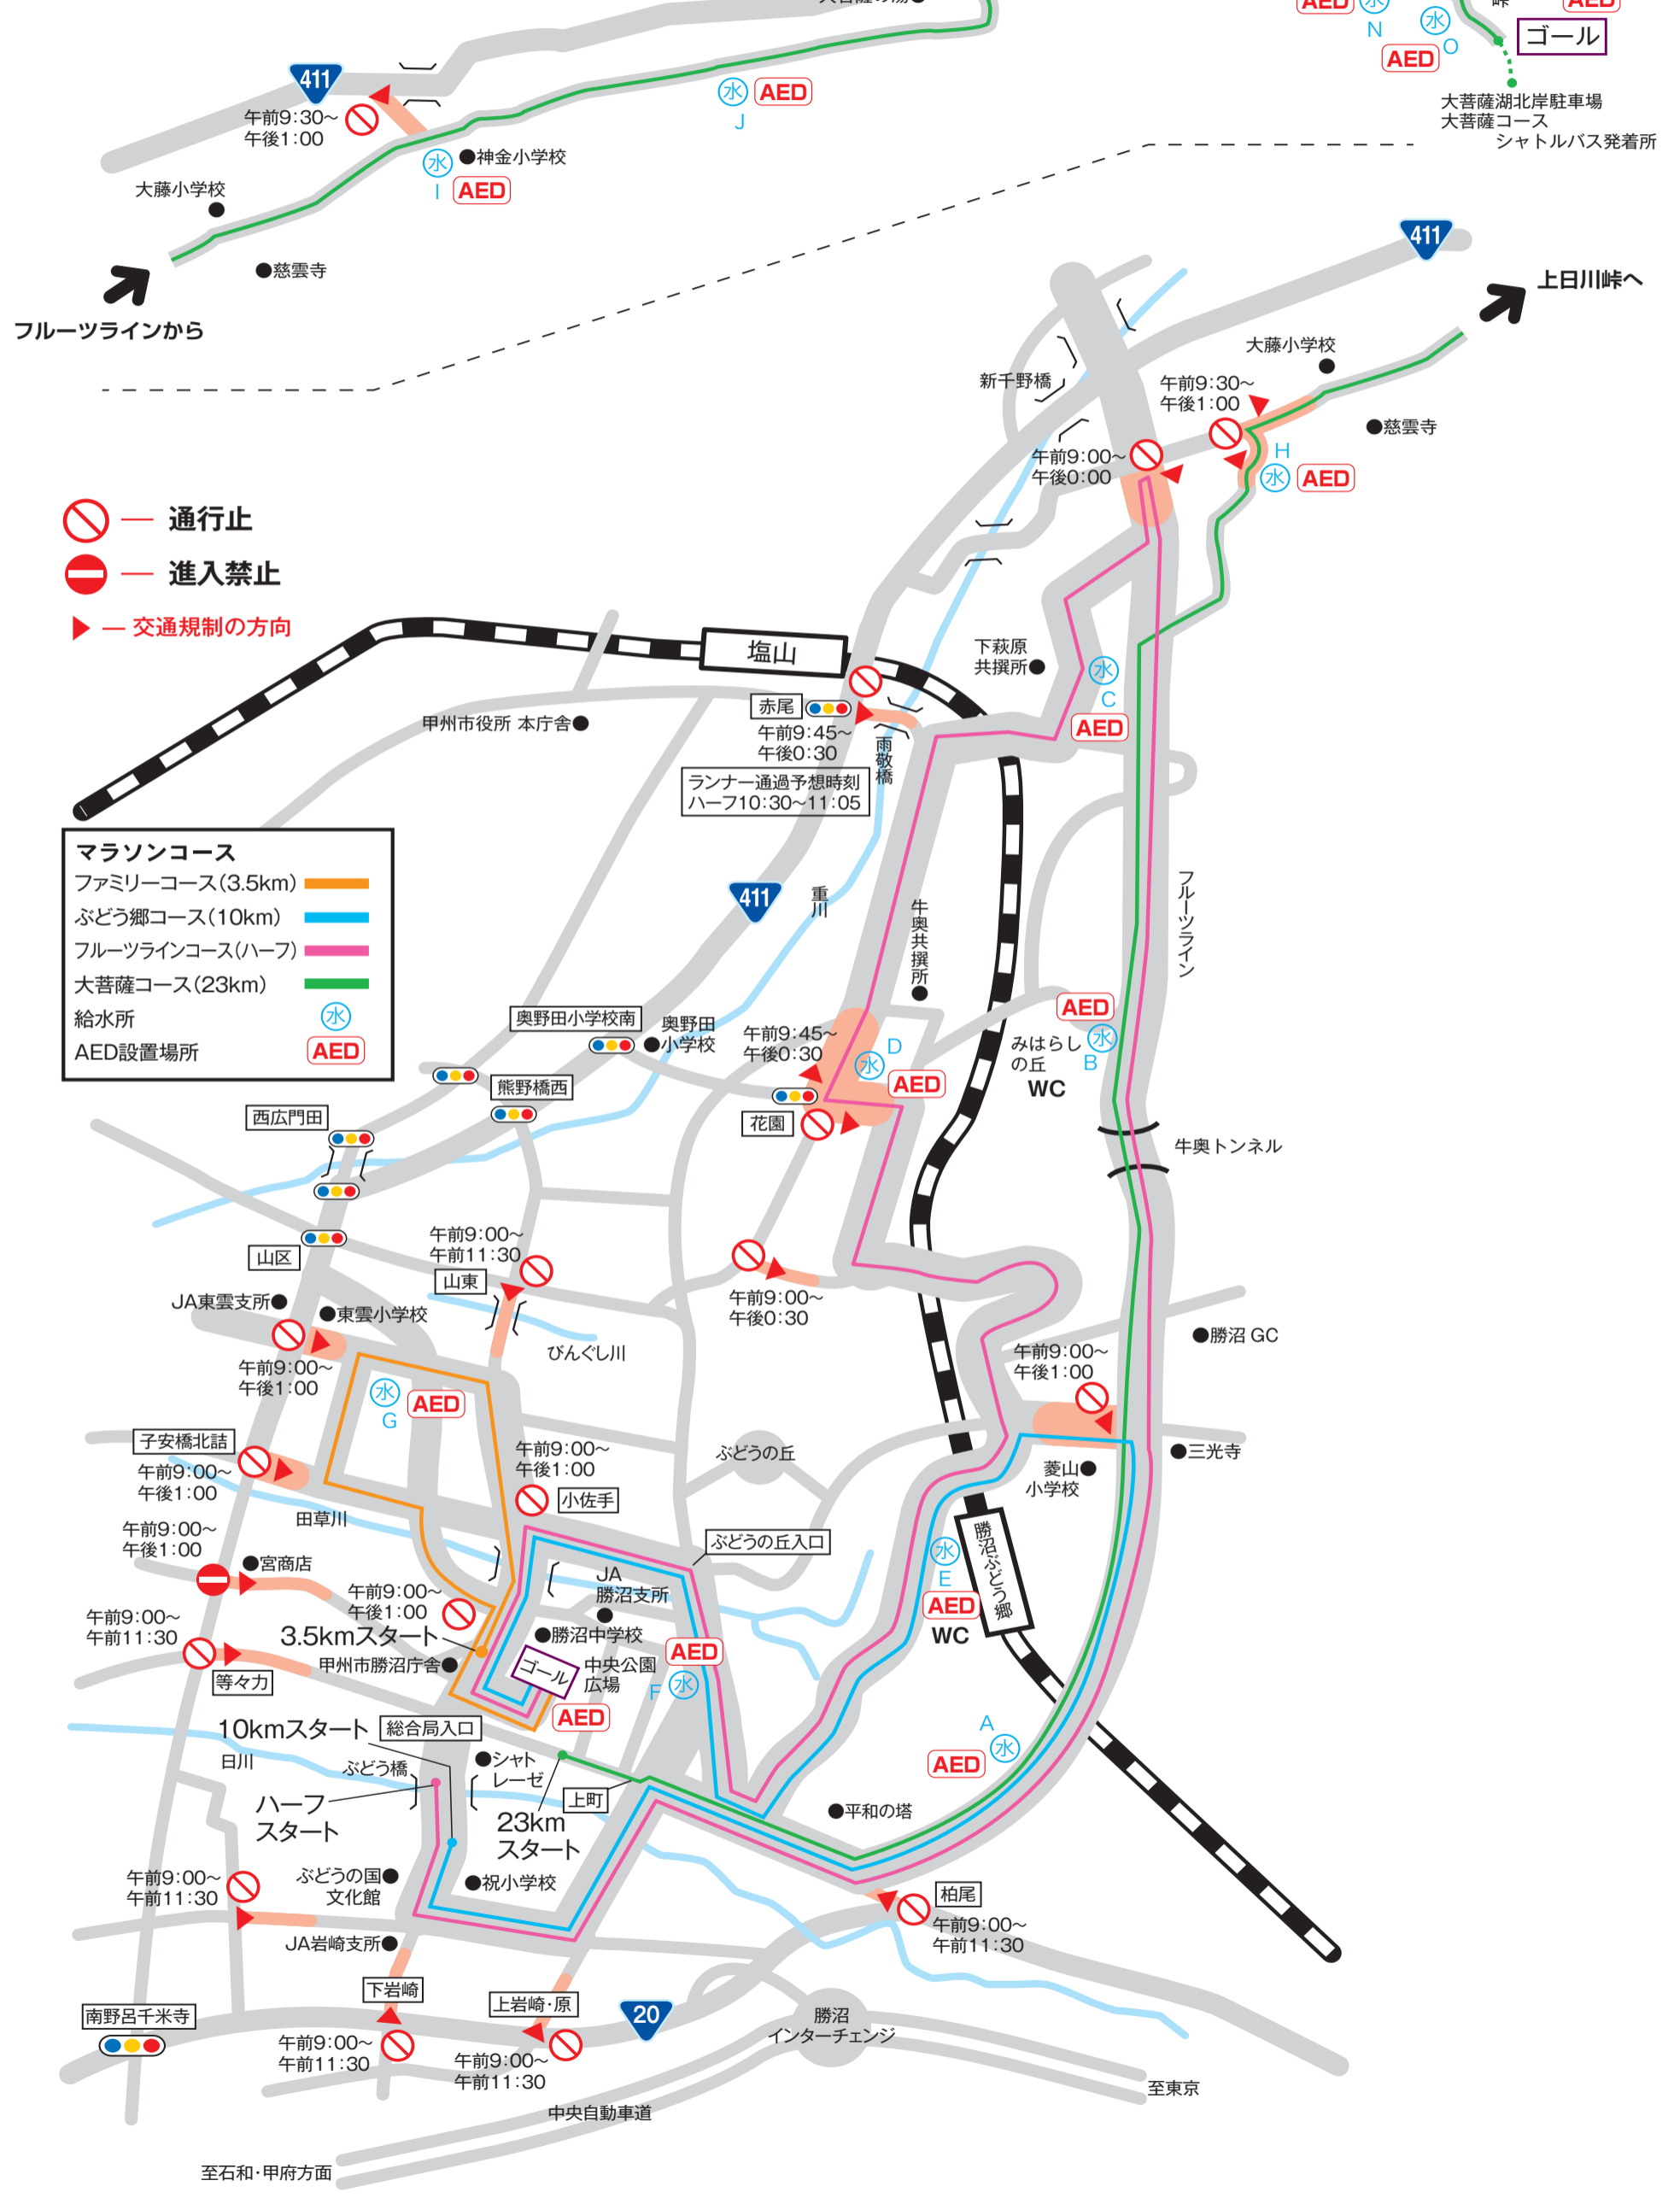 AED
水
N
水
O
AED
AED
ゴール
大菩薩湖北岸駐車場
大菩薩コース
シャトルバス発着所
411
午前9:30〜
午後1:00
水
AED
J
水
I
●神金小学校
AED
大藤小学校
●慈雲寺
フルーツラインから
411
上日川峠へ
大藤小学校
新千野橋
午前9:30〜
午後1:00
●慈雲寺
午前9:00〜
午後0:00
H
水
AED
通行止
進入禁止
交通規制の方向
塩山
下萩原
共撰所●
水
C
AED
甲州市役所 本庁舎●
赤尾
午前9:45〜
午後0:30
雨敬橋
ランナー通過予想時刻
ハーフ10:30〜11:05
マラソンコース
ファミリーコース(3.5km)
ぶどう郷コース(10km)
フルーツラインコース(ハーフ)
大菩薩コース(23km)
給水所
水
AED設置場所
AED
411
重川
牛奥共撰所
フルーツライン
奥野田小学校南
奥野田
●小学校
午前9:45〜
午後0:30
D
水
AED
AED
水
B
みはらし
の丘
WC
熊野橋西
西広門田
花園
牛奥トンネル
山区
午前9:00〜
午前11:30
山東
JA東雲支所●
●東雲小学校
びんぐし川
午前9:00〜
午後0:30
午前9:00〜
午後1:00
●勝沼 GC
午前9:00〜
午後1:00
水
G
AED
子安橋北詰
午前9:00〜
午後1:00
午前9:00〜
午後1:00
小佐手
ぶどうの丘
●三光寺
菱山●
小学校
田草川
午前9:00〜
午後1:00
●宮商店
ぶどうの丘入口
勝沼ぶどう郷
水
E
AED
WC
JA
勝沼支所
午前9:00〜
午後1:00
午前9:00〜
午前11:30
3.5kmスタート
●勝沼中学校
甲州市勝沼庁舎●
ゴール
中央公園
広場
AED
F
水
AED
等々力
10kmスタート
総合局入口
日川
ぶどう橋
●シャト
レーゼ
A
水
AED
ハーフ
スタート
上町
23km
スタート
●平和の塔
午前9:00〜
午前11:30
ぶどうの国●
文化館
●祝小学校
柏尾
午前9:00〜
午前11:30
JA岩崎支所●
下岩崎
上岩崎・原
20
南野呂千米寺
午前9:00〜
午前11:30
午前9:00〜
午前11:30
勝沼
インターチェンジ
至東京
中央自動車道
至石和・甲府方面